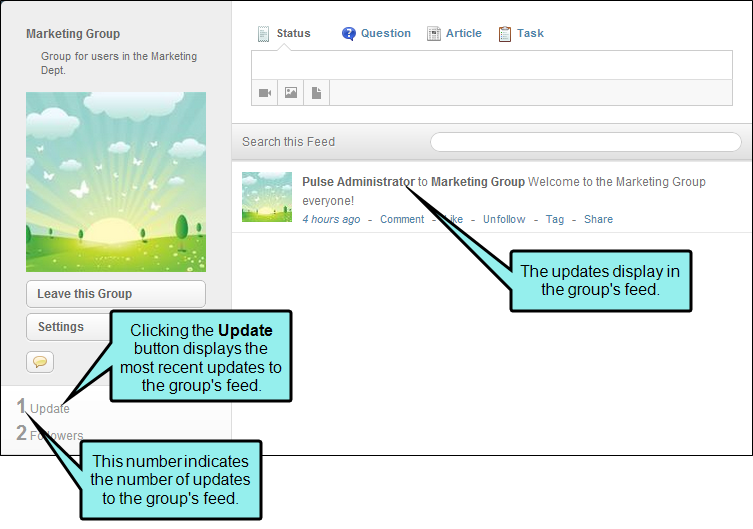 Marketing Group
Group for users in the Marketing
Dept.
Leave this Group
Settings
1 Update
2 Followers
Status
Question
Article
Task
Search this Feed
Pulse Administrator to Marketing Group Welcome to the Marketing Group
everyone!
4 hours ago - Comment - Like - Unfollow - Tag - Share
The updates display in
the group's feed.
Clicking the Update
button displays the
most recent updates to
the group's feed.
This number indicates
the number of updates
to the group's feed.